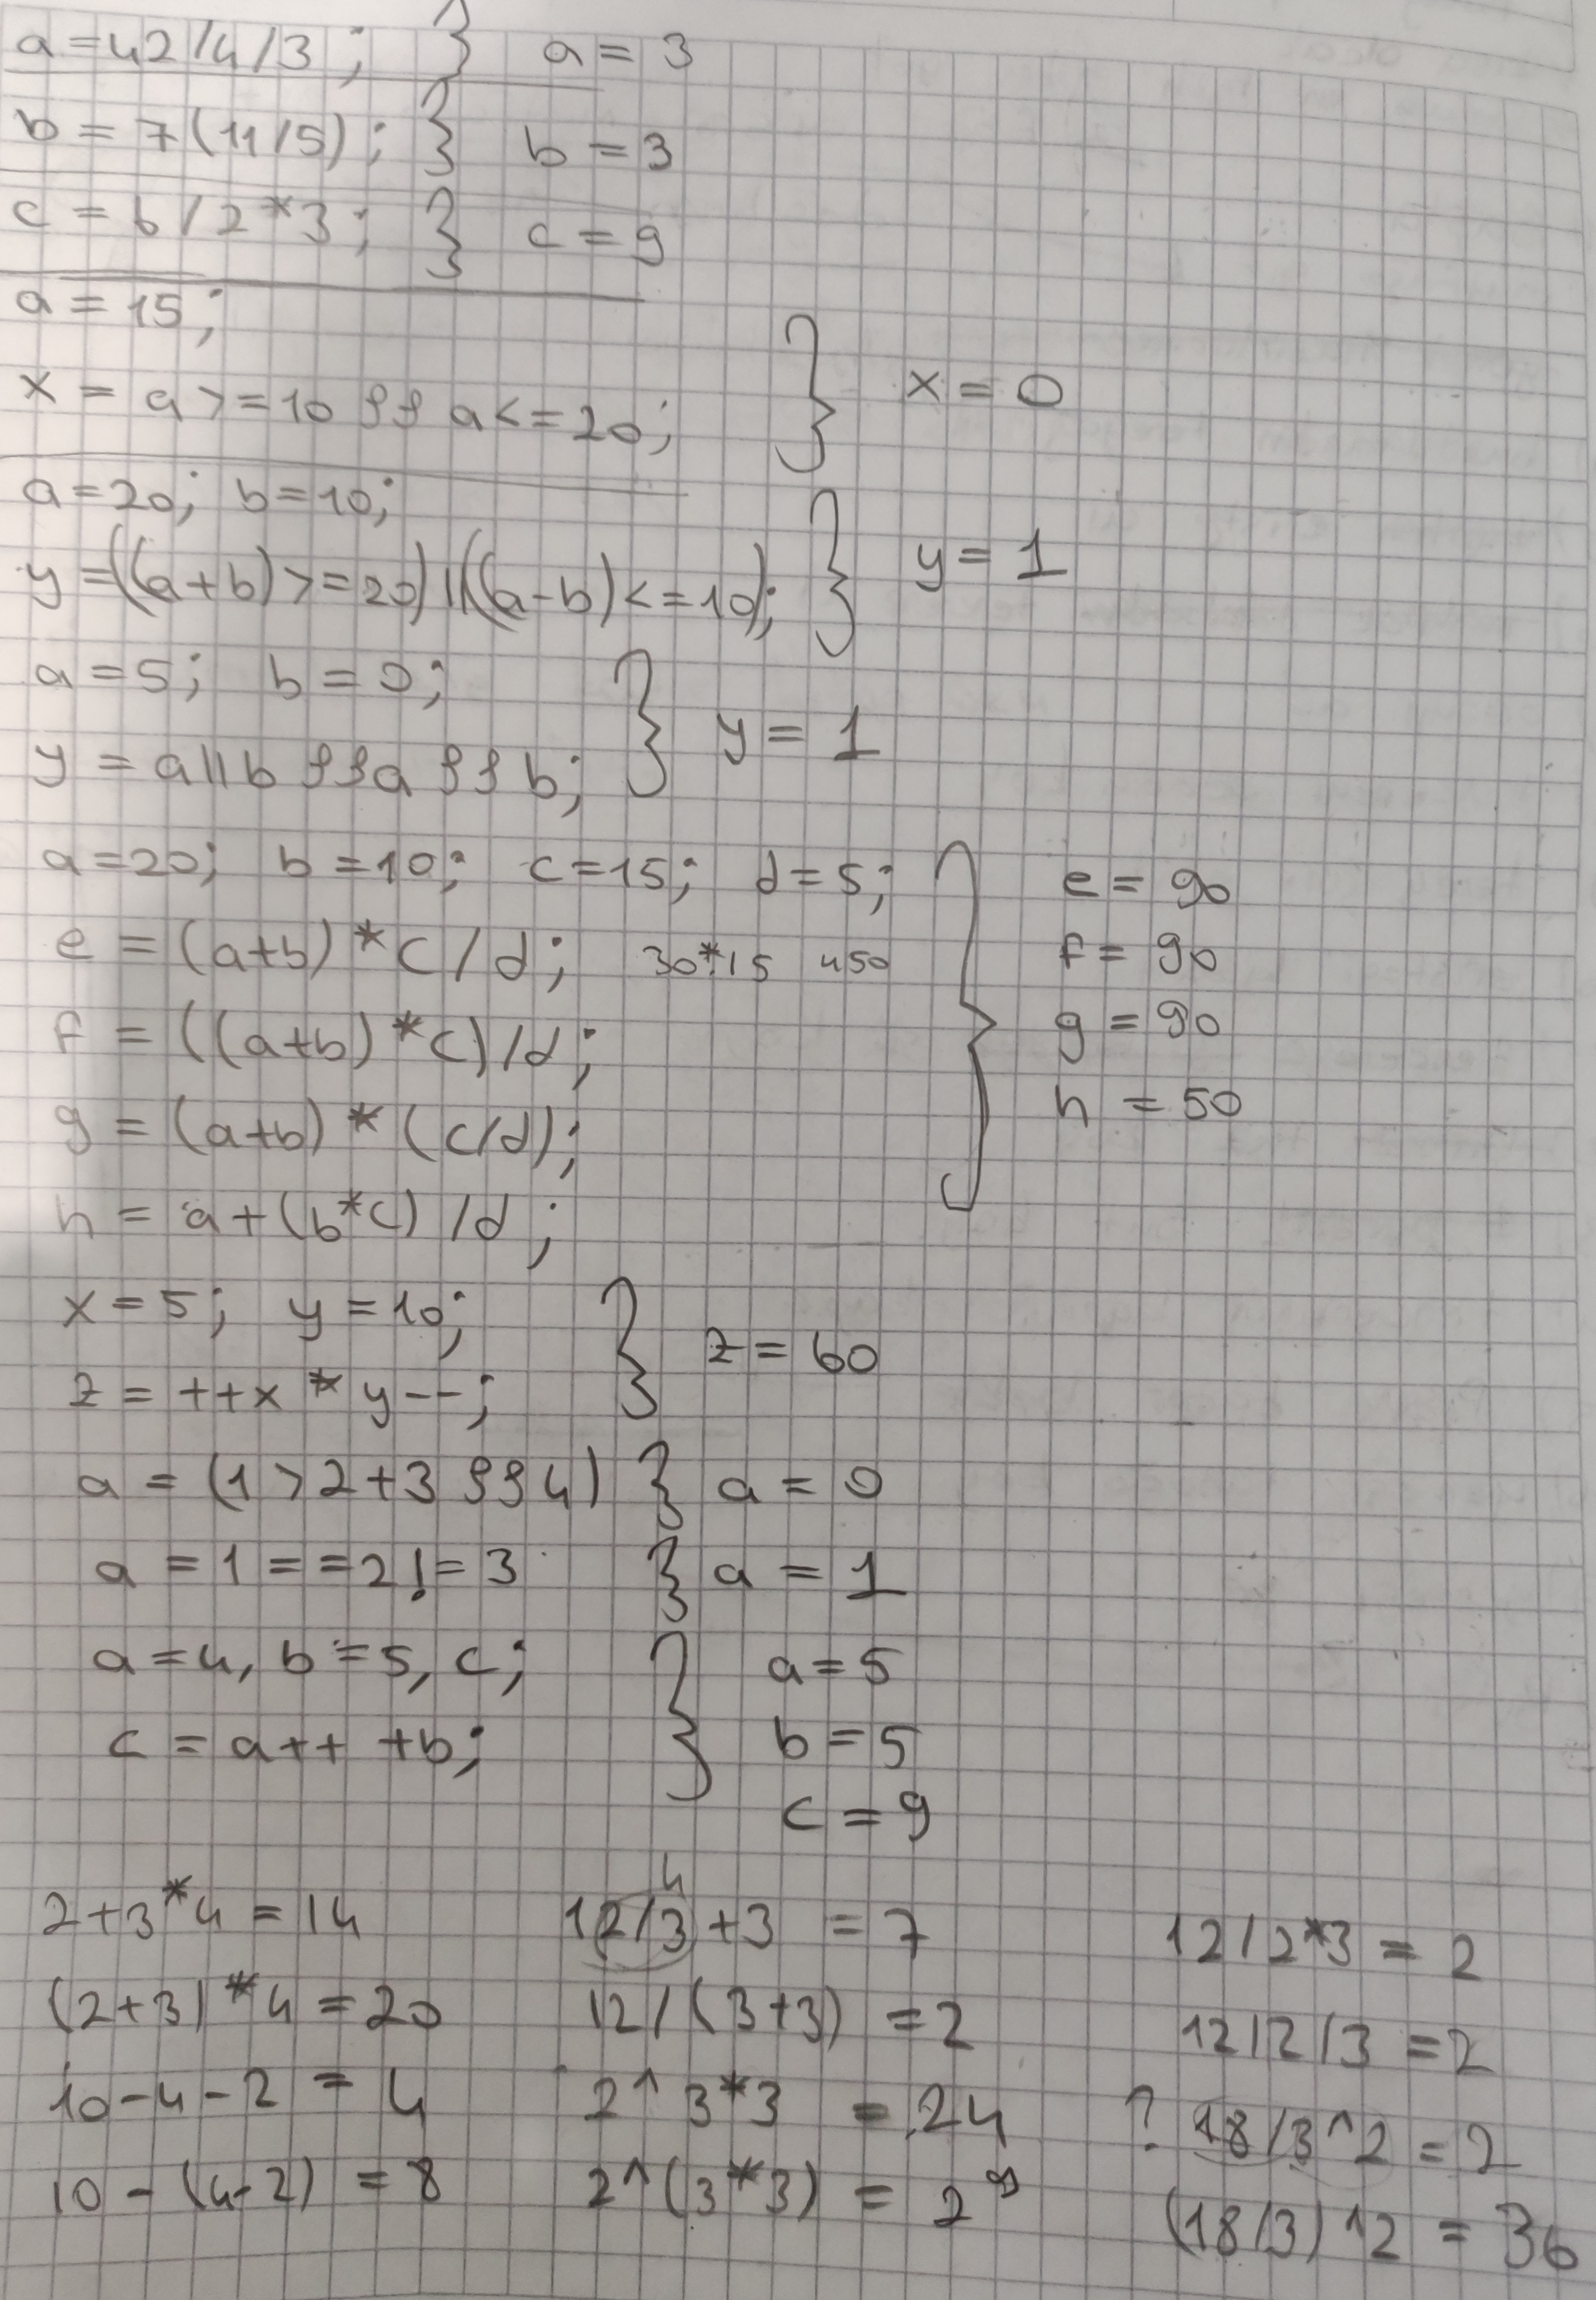 a = 42/4/3; } a = 3
b = 7(11/5); } b = 3
c = 6/2*3; } c = 9
a = 15;
x = a >= 10 && a <= 20; } x = 0
a = 20; b = 10;
y = ((a+b) >= 20) || ((a-b) <= 10); } y = 1
a = 5; b = 0;
y = a||b && a && b; } y = 1
a = 20; b = 10; c = 15; d = 5; } e = 90
e = (a+b)*c/d; 30*15 450 f = 90
f = ((a+b)*c)/d; g = 90
g = (a+b)*(c/d); h = 50
h = a+(b*c)/d;
x = 5; y = 10;
z = ++x * y--; } z = 60
a = (1 > 2+3 && 4) } a = 0
a = 1 == 2 != 3 } a = 1
a = 4, b = 5, c; } a = 5
c = a++ +b; b = 5
c = 9
4
2+3*4 = 14 12/3+3 = 7 12/2*3 = 2
(2+3)*4 = 20 12/(3+3) = 2 12/2/3 = 2
10-4-2 = 4 2^3*3 = 24 ? 18/3^2 = 2
10-(4-2) = 8 2^(3*3) = 2^9 (18/3)^2 = 36